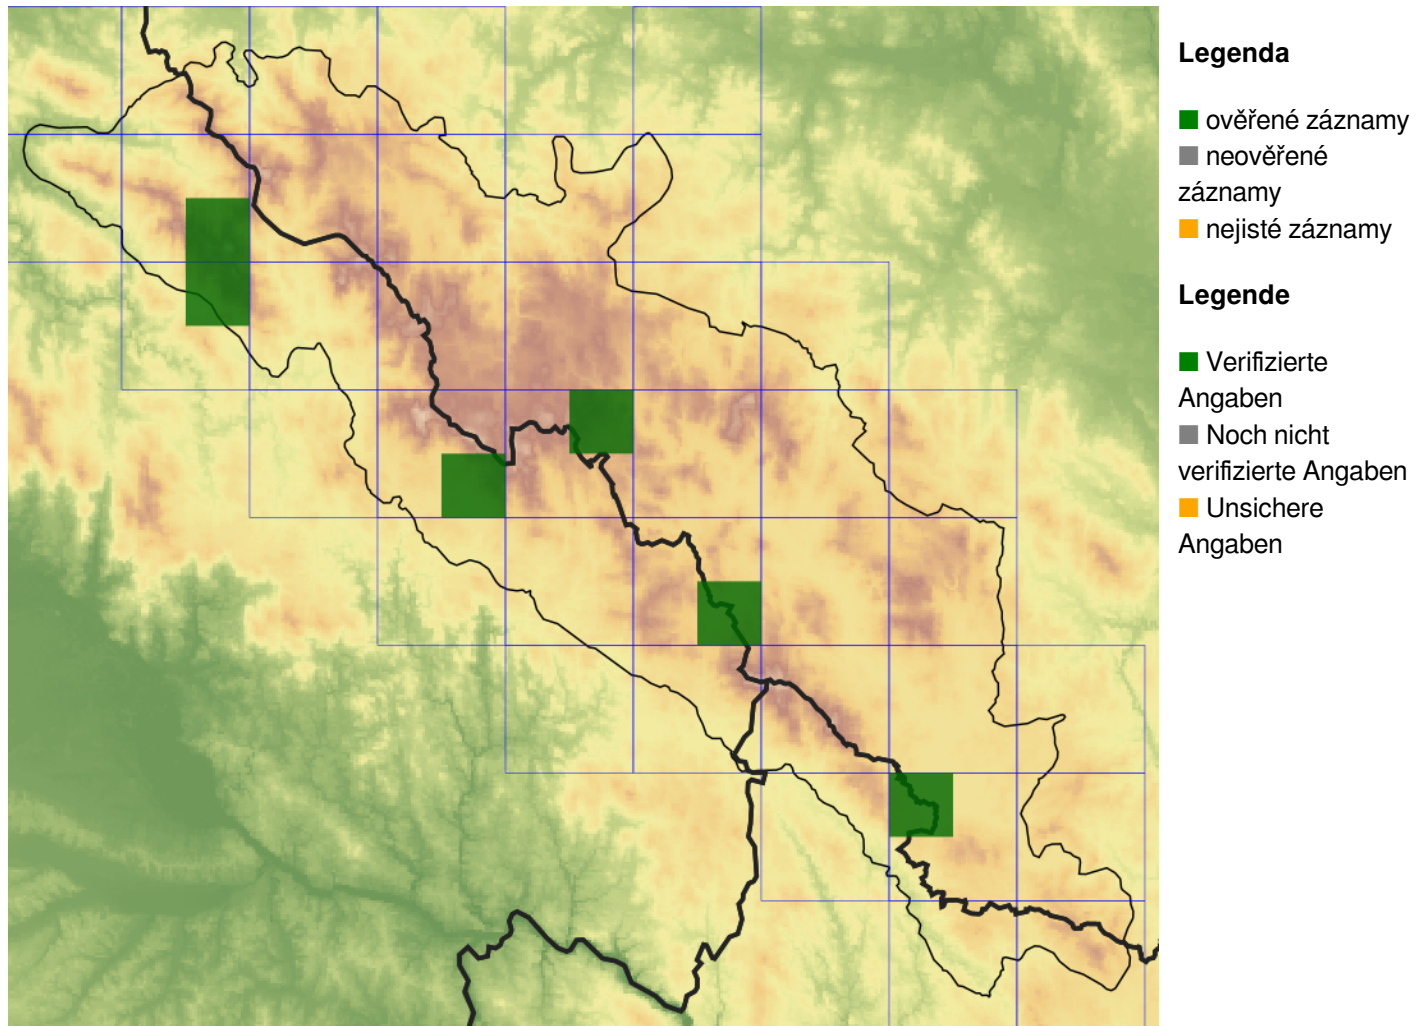 Legenda
ověřené záznamy
neověřené
záznamy
nejisté záznamy
Legende
Verifizierte
Angaben
Noch nicht
verifizierte Angaben
Unsichere
Angaben